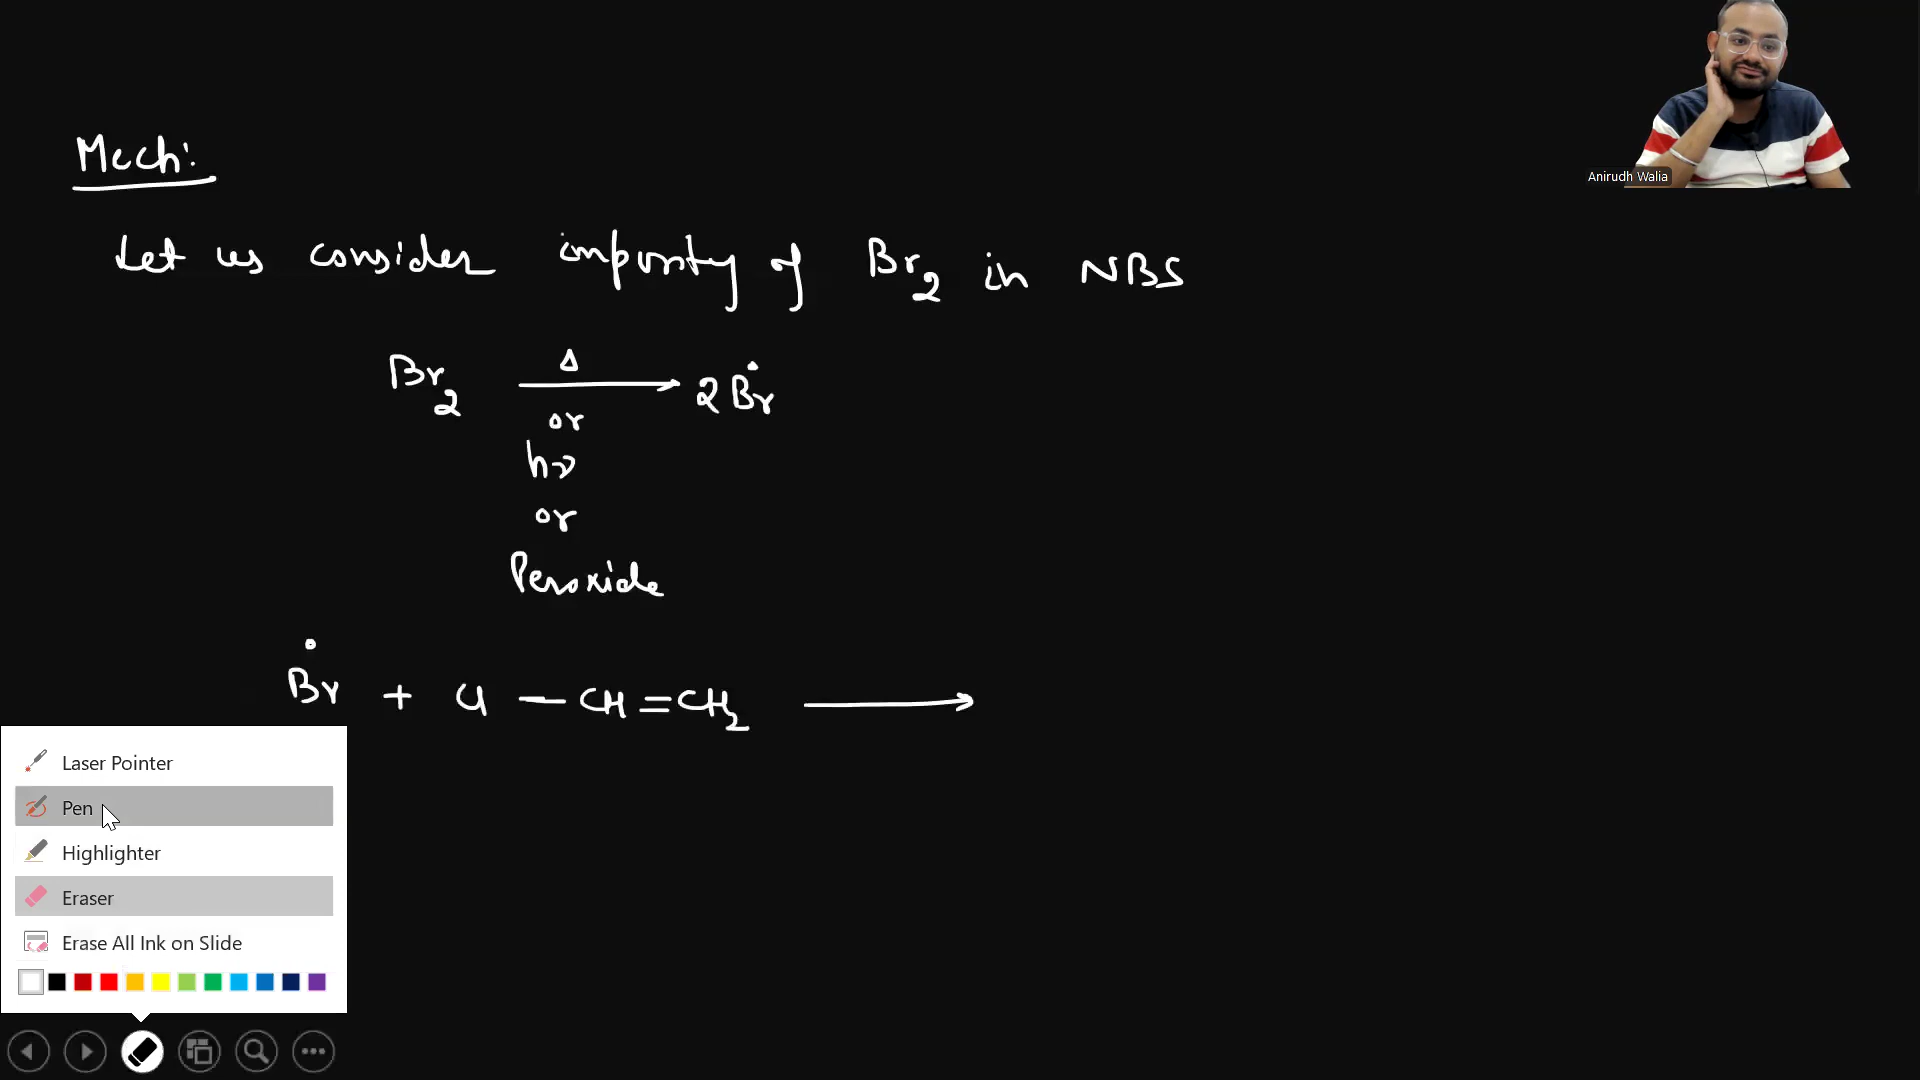 Anirudh Walia
Mech:
Let us consider impurity of Br2 in NBS
Br2 Δ 2Br•
or
hν
or
Peroxide
Br• + Cl — CH = CH2 ⟶
Laser Pointer
Pen
Highlighter
Eraser
Erase All Ink on Slide